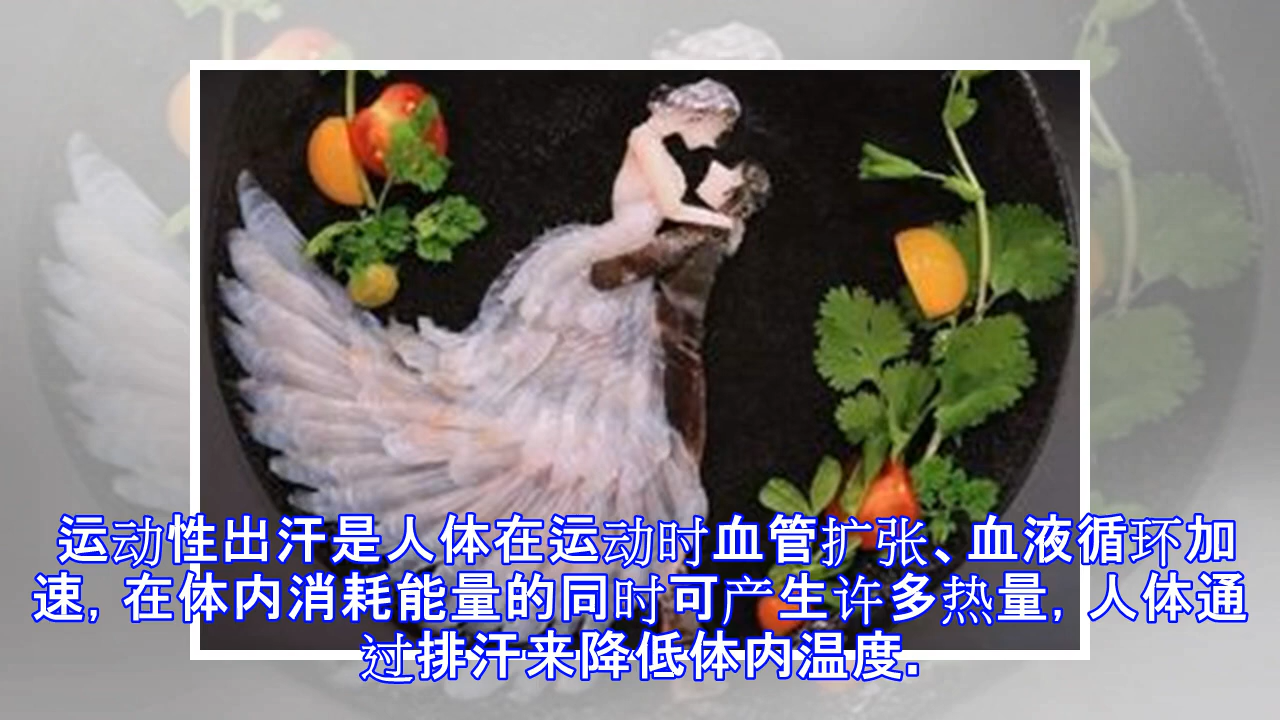 运动性出汗是人体在运动时血管扩张、血液循环加
速, 在体内消耗能量的同时可产生许多热量, 人体通
过排汗来降低体内温度.